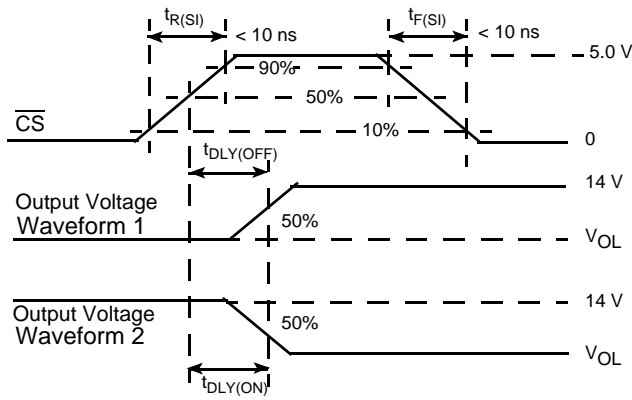 tR(SI)
< 10 ns
tF(SI)
< 10 ns
5.0 V
90%
50%
CS
10%
0
tDLY(OFF)
14 V
Output Voltage
Waveform 1
50%
VOL
14 V
Output Voltage
Waveform 2
50%
VOL
tDLY(ON)